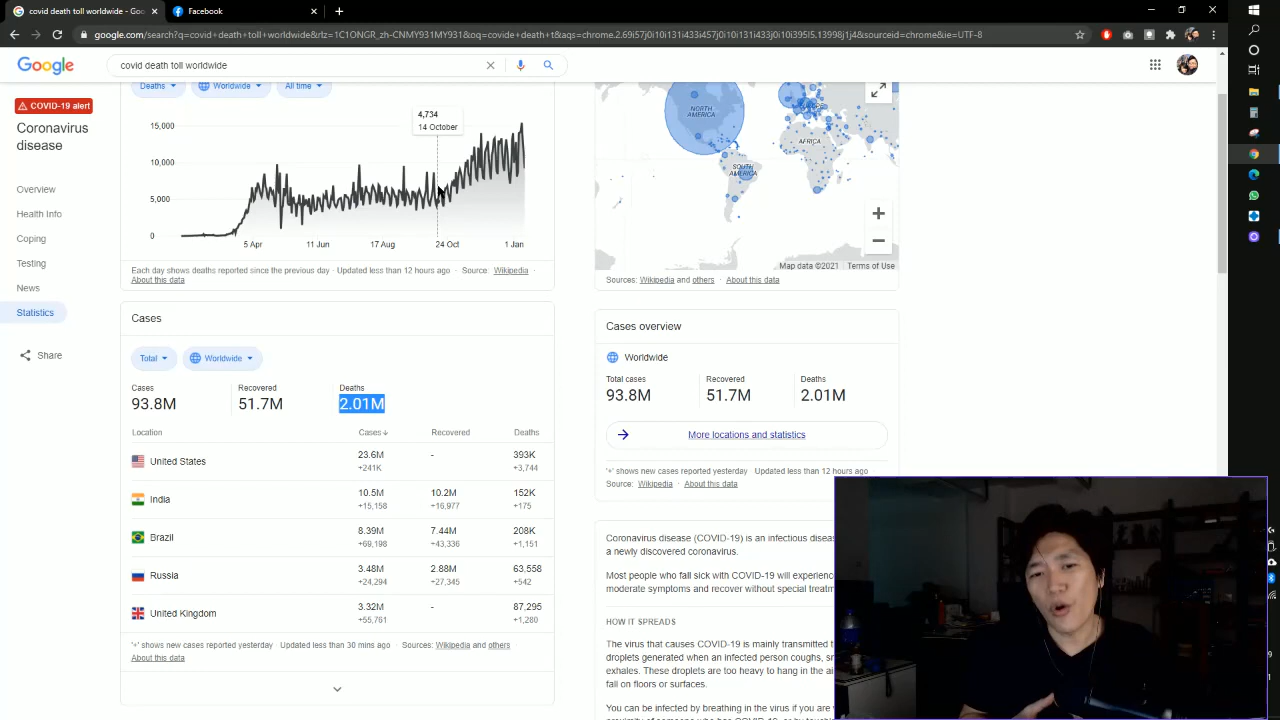 covid death toll worldwide - Goo
Facebook
google.com/search?q=covid+death+toll+worldwide&rlz=1C1ONGR_zh-CNMY931MY931&oq=covide+death+t&aqs=chrome.2.69i57j0i10i131i433i457j0i10i131i433j0i10i395l5.13998j1j4&sourceid=chrome&ie=UTF-8
Google
covid death toll worldwide
COVID-19 alert
Coronavirus
disease
Overview
Health Info
Coping
Testing
News
Statistics
Share
Deaths
Worldwide
All time
4,734
14 October
15,000
10,000
5,000
0
5 Apr
11 Jun
17 Aug
24 Oct
1 Jan
Each day shows deaths reported since the previous day · Updated less than 12 hours ago · Source: Wikipedia ·
About this data
Cases
Total
Worldwide
Cases
Recovered
Deaths
93.8M
51.7M
2.01M
Location
Cases↓
Recovered
Deaths
United States
23.6M
-
393K
+241K
+3,744
India
10.5M
10.2M
152K
+15,158
+16,977
+175
Brazil
8.39M
7.44M
208K
+69,198
+43,336
+1,151
Russia
3.48M
2.88M
63,558
+24,294
+27,345
+542
United Kingdom
3.32M
-
87,295
+55,761
+1,280
'+' shows new cases reported yesterday · Updated less than 30 mins ago · Sources: Wikipedia and others
About this data
NORTH
AMERICA
EUROPE
AFRICA
SOUTH
AMERICA
Map data ©2021
Terms of Use
Sources: Wikipedia and others · About this data
Cases overview
Worldwide
Total cases
Recovered
Deaths
93.8M
51.7M
2.01M
More locations and statistics
'+' shows new cases reported yesterday · Updated less than 12 hours ago ·
Source: Wikipedia · About this data
Coronavirus disease (COVID-19) is an infectious disea
a newly discovered coronavirus.
Most people who fall sick with COVID-19 will experienc
moderate symptoms and recover without special treatm
HOW IT SPREADS
The virus that causes COVID-19 is mainly transmitted t
droplets generated when an infected person coughs, sn
exhales. These droplets are too heavy to hang in the ai
fall on floors or surfaces.
You can be infected by breathing in the virus if you are